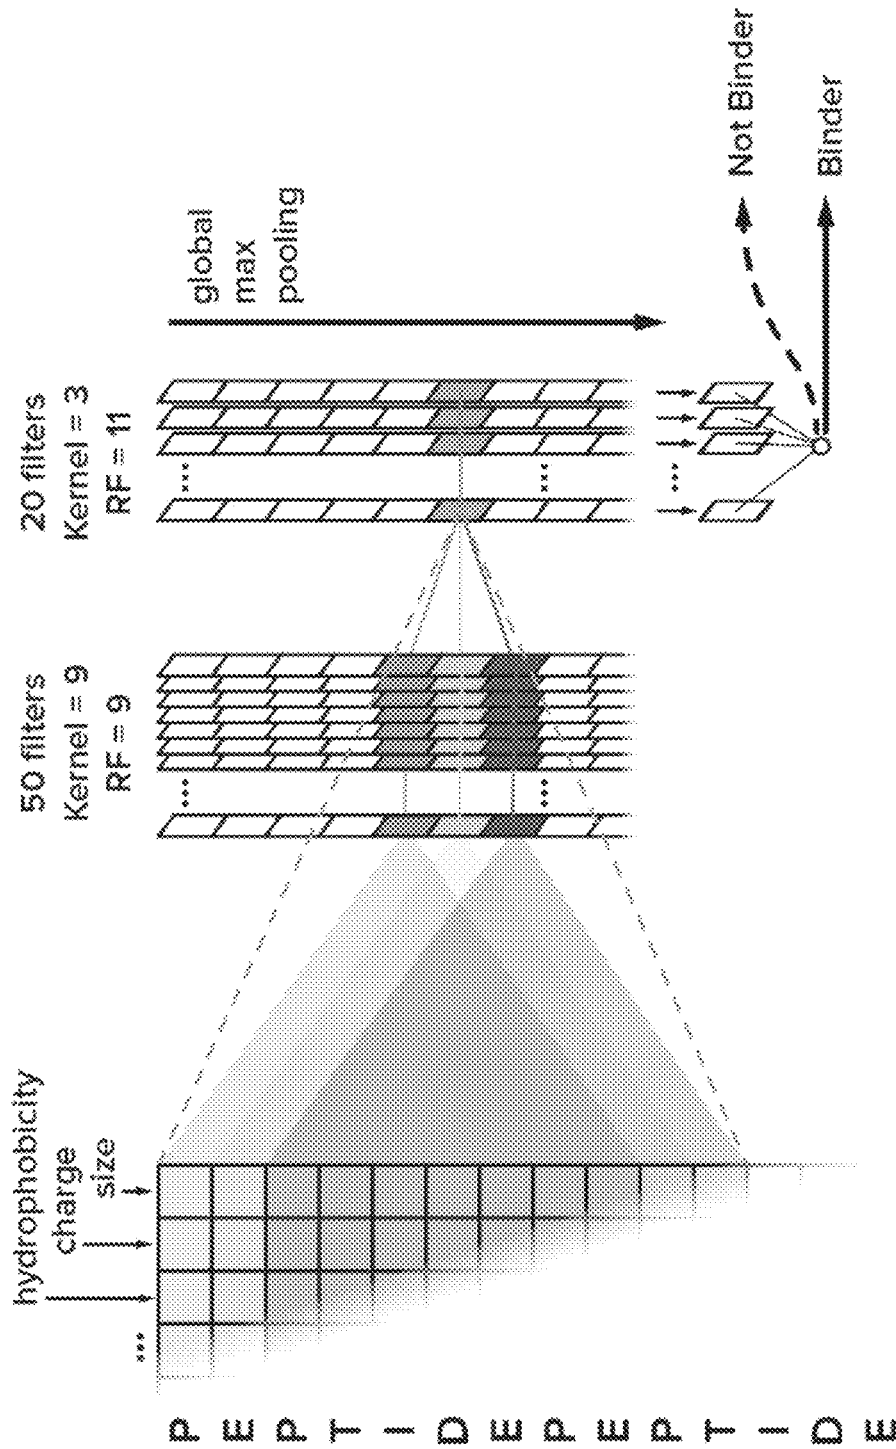 hydrophobicity
charge
size
...
P
E
P
T
I
D
E
P
E
P
T
I
D
E
50 filters
Kernel = 9
RF = 9
...
...
20 filters
Kernel = 3
RF = 11
...
...
...
global
max
pooling
Not Binder
Binder